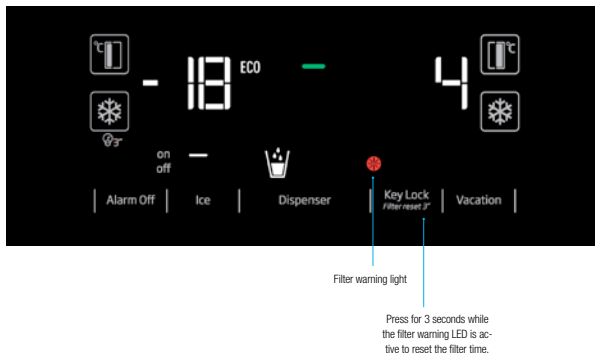 °C
°C
- 18 ECO
4
3"
on
off
Alarm Off Ice Dispenser Key Lock Vacation
Filter reset 3"
Filter warning light
Press for 3 seconds while
the filter warning LED is ac-
tive to reset the filter time.